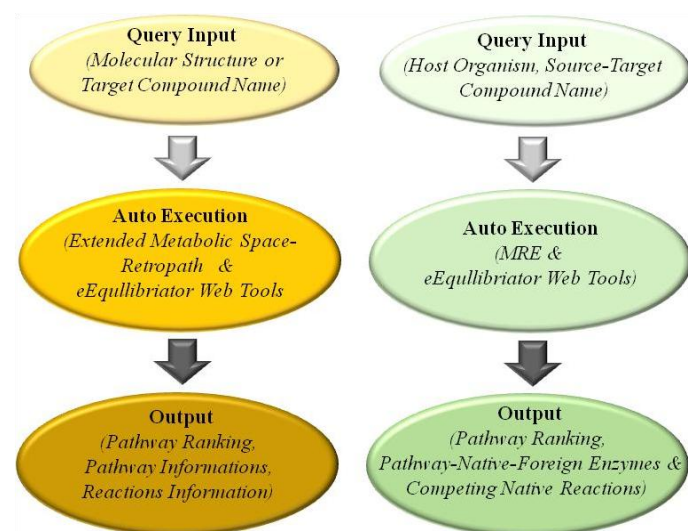 Query Input
(Molecular Structure or
Target Compound Name)
Auto Execution
(Extended Metabolic Space-
Retropath &
eEqullibriator Web Tools
Output
(Pathway Ranking,
Pathway Informations,
Reactions Information)
Query Input
(Host Organism, Source-Target
Compound Name)
Auto Execution
(MRE &
eEqullibriator Web Tools)
Output
(Pathway Ranking,
Pathway-Native-Foreign Enzymes &
Competing Native Reactions)